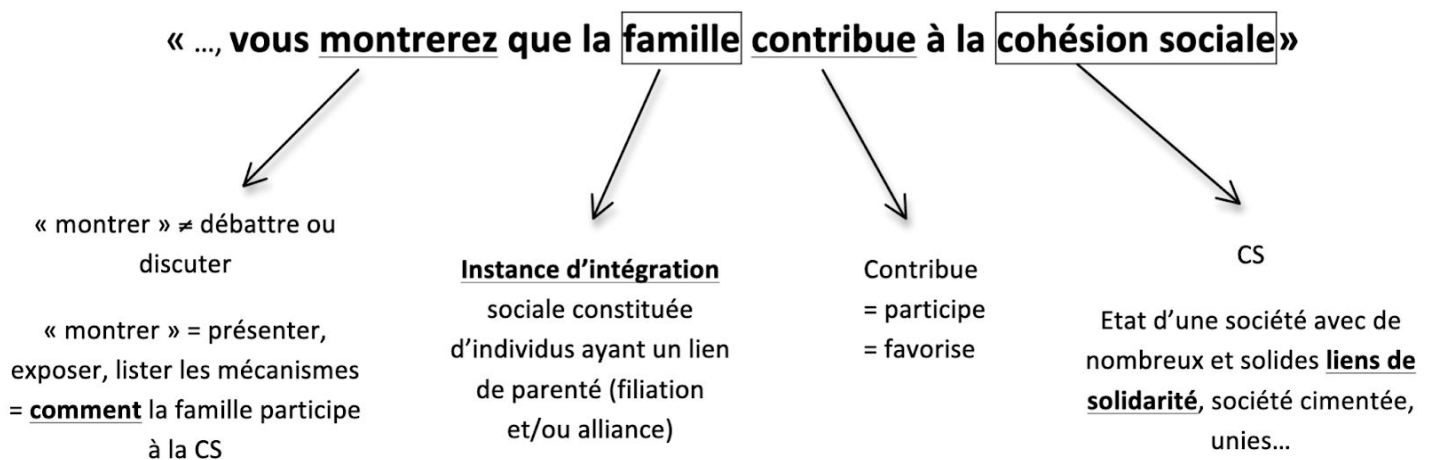 « …, vous montrerez que la famille contribue à la cohésion sociale»
« montrer » ≠ débattre ou
discuter
« montrer » = présenter,
exposer, lister les mécanismes
= comment la famille participe
à la CS
Instance d’intégration
sociale constituée
d’individus ayant un lien
de parenté (filiation
et/ou alliance)
Contribue
= participe
= favorise
CS
Etat d’une société avec de
nombreux et solides liens de
solidarité, société cimentée,
unies…